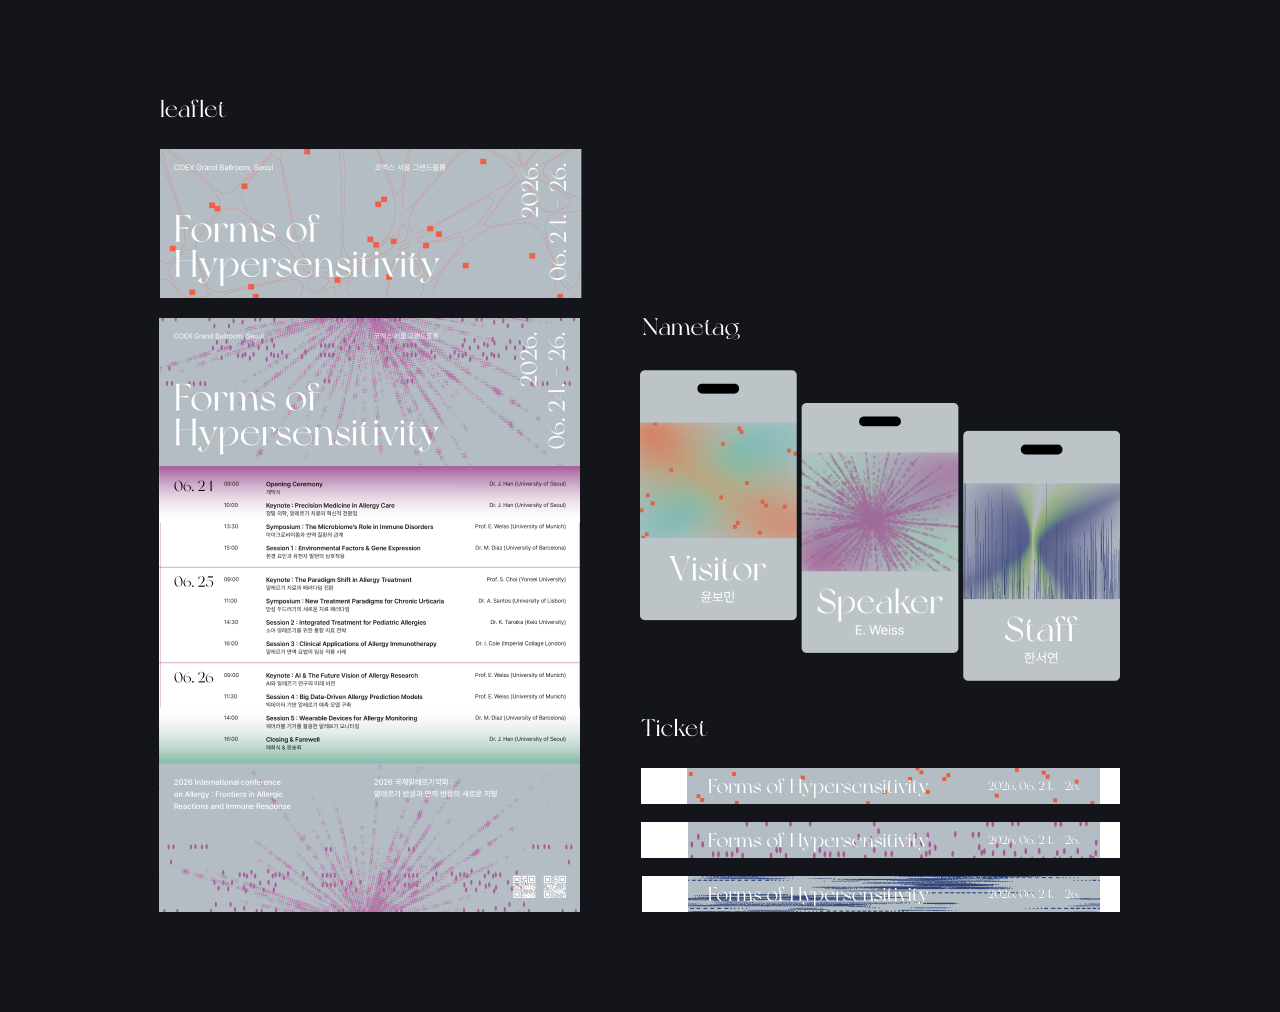 leaflet
COEX Grand Ballroom, Seoul
코엑스 서울 그랜드볼룸
2026.
06. 24. – 26.
Forms of
Hypersensitivity
COEX Grand Ballroom, Seoul
코엑스 서울 그랜드볼룸
2026.
06. 24. – 26.
Forms of
Hypersensitivity
06. 24
09:00 Opening Ceremony Dr. J. Han (University of Seoul)
개막식
10:00 Keynote : Precision Medicine in Allergy Care Dr. J. Han (University of Seoul)
정밀 의학, 알레르기 치료의 혁신적 전환점
13:30 Symposium : The Microbiome's Role in Immune Disorders Prof. E. Weiss (University of Munich)
마이크로바이옴과 면역 질환의 관계
15:00 Session 1 : Environmental Factors & Gene Expression Dr. M. Diaz (University of Barcelona)
환경 요인과 유전자 발현의 상호작용
06. 25
09:00 Keynote : The Paradigm Shift in Allergy Treatment Prof. S. Choi (Yonsei University)
알레르기 치료의 패러다임 전환
11:00 Symposium : New Treatment Paradigms for Chronic Urticaria Dr. A. Santos (University of Lisbon)
만성 두드러기의 새로운 치료 패러다임
14:30 Session 2 : Integrated Treatment for Pediatric Allergies Dr. K. Tanaka (Keio University)
소아 알레르기를 위한 통합 치료 전략
16:00 Session 3 : Clinical Applications of Allergy Immunotherapy Dr. I. Cole (Imperial Collage London)
알레르기 면역 요법의 임상 적용 사례
06. 26
09:00 Keynote : AI & The Future Vision of Allergy Research Prof. E. Weiss (University of Munich)
AI와 알레르기 연구의 미래 비전
11:30 Session 4 : Big Data-Driven Allergy Prediction Models Prof. E. Weiss (University of Munich)
빅데이터 기반 알레르기 예측 모델 구축
14:00 Session 5 : Wearable Devices for Allergy Monitoring Dr. M. Diaz (University of Barcelona)
웨어러블 기기를 활용한 알레르기 모니터링
16:00 Closing & Farewell Dr. J. Han (University of Seoul)
폐회식 & 환송회
2026 International conference
on Allergy : Frontiers in Allergic
Reactions and Immune Response
2026 국제알레르기학회 :
알레르기 반응과 면역 반응의 새로운 지평
Nametag
Visitor
윤보민
Speaker
E. Weiss
Staff
한서연
Ticket
Forms of Hypersensitivity 2026. 06. 24. – 26.
Forms of Hypersensitivity 2026. 06. 24. – 26.
Forms of Hypersensitivity 2026. 06. 24. – 26.